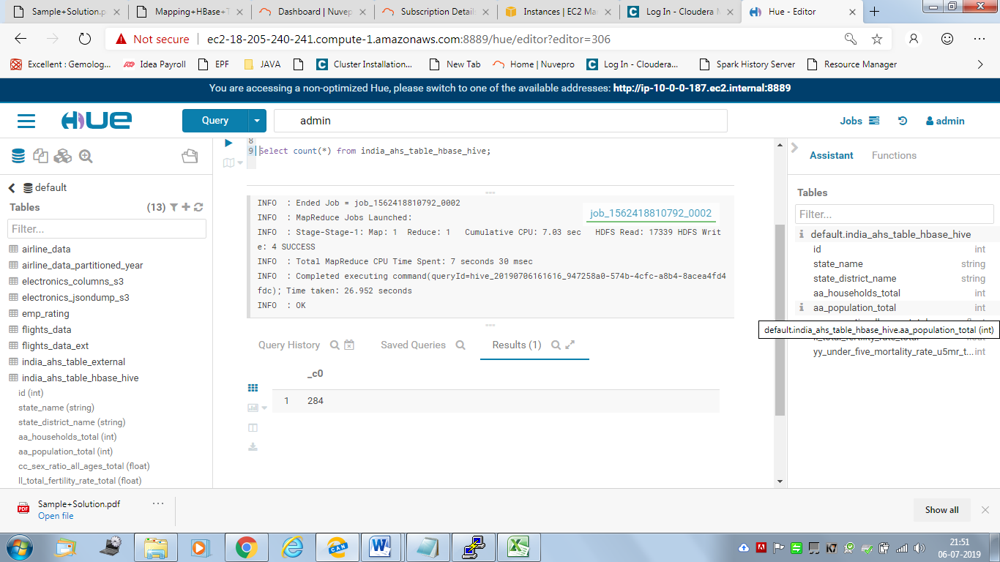 Sample+Solution.p
Mapping+HBase+T
Dashboard | Nuvep
Subscription Details
Instances | EC2 Ma
Log In - Cloudera M
Hue - Editor
Not secure
ec2-18-205-240-241.compute-1.amazonaws.com:8889/hue/editor?editor=306
Excellent : Gemolog...
Idea Payroll
EPF
JAVA
Cluster Installation...
New Tab
Home | Nuvepro
Log In - Cloudera...
Spark History Server
Resource Manager
You are accessing a non-optimized Hue, please switch to one of the available addresses: http://ip-10-0-0-187.ec2.internal:8889
HUE
Query
admin
Jobs
admin
8
9 Select count(*) from india_ahs_table_hbase_hive;
default
Tables
(13)
Filter...
airline_data
airline_data_partitioned_year
electronics_columns_s3
electronics_jsondump_s3
emp_rating
flights_data
flights_data_ext
india_ahs_table_external
india_ahs_table_hbase_hive
id (int)
state_name (string)
state_district_name (string)
aa_households_total (int)
aa_population_total (int)
cc_sex_ratio_all_ages_total (float)
ll_total_fertility_rate_total (float)
INFO  : Ended Job = job_1562418810792_0002
INFO  : MapReduce Jobs Launched:
INFO  : Stage-Stage-1: Map: 1  Reduce: 1   Cumulative CPU: 7.03 sec   HDFS Read: 17339 HDFS Writ
e: 4 SUCCESS
INFO  : Total MapReduce CPU Time Spent: 7 seconds 30 msec
INFO  : Completed executing command(queryId=hive_20190706161616_947258a0-574b-4cfc-a8b4-8acea4fd4
fdc); Time taken: 26.952 seconds
INFO  : OK
job_1562418810792_0002
Query History
Saved Queries
Results (1)
_c0
1 284
Assistant
Functions
Tables
Filter...
default.india_ahs_table_hbase_hive
id int
state_name string
state_district_name string
aa_households_total int
aa_population_total int
default.india_ahs_table_hbase_hive.aa_population_total (int)
yy_under_five_mortality_rate_u5mr_t... int
Sample+Solution.pdf
Open file
Show all
PDF
CAN
21:51
06-07-2019